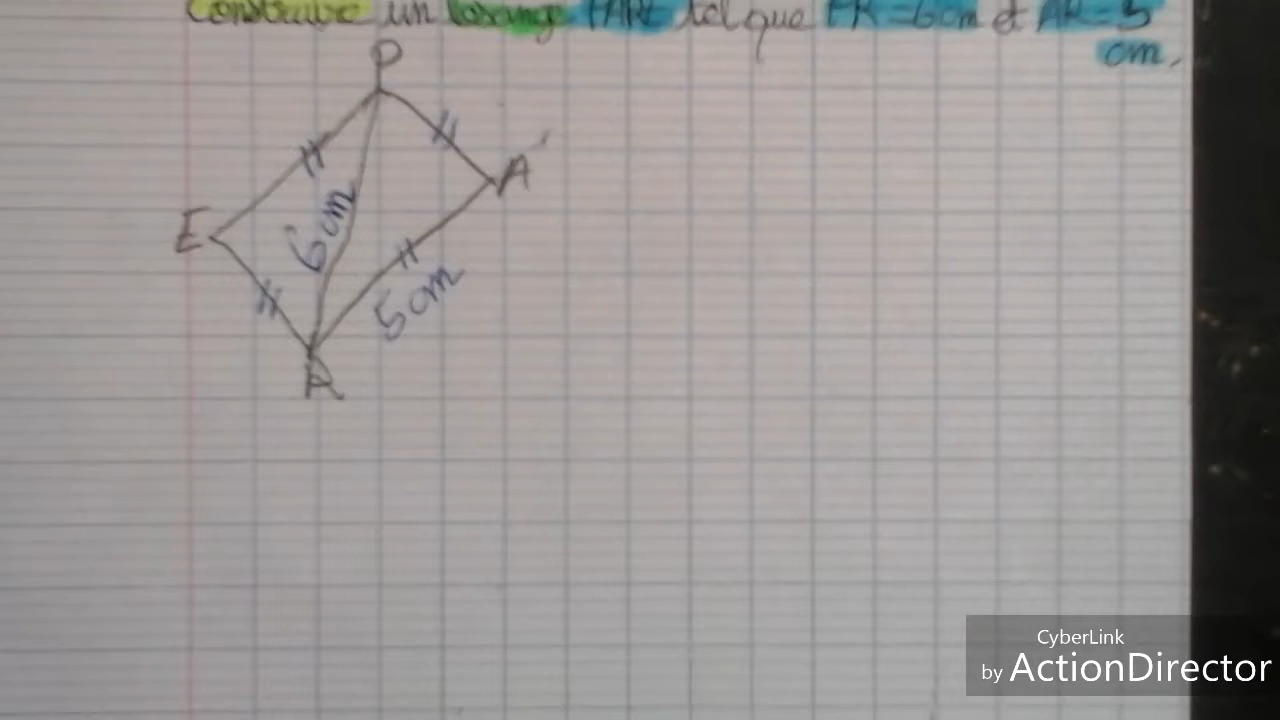 Construire un losange PARE tel que PR = 6cm et AR = 5
cm.
P
A
E
6cm
5cm
R
CyberLink
by ActionDirector